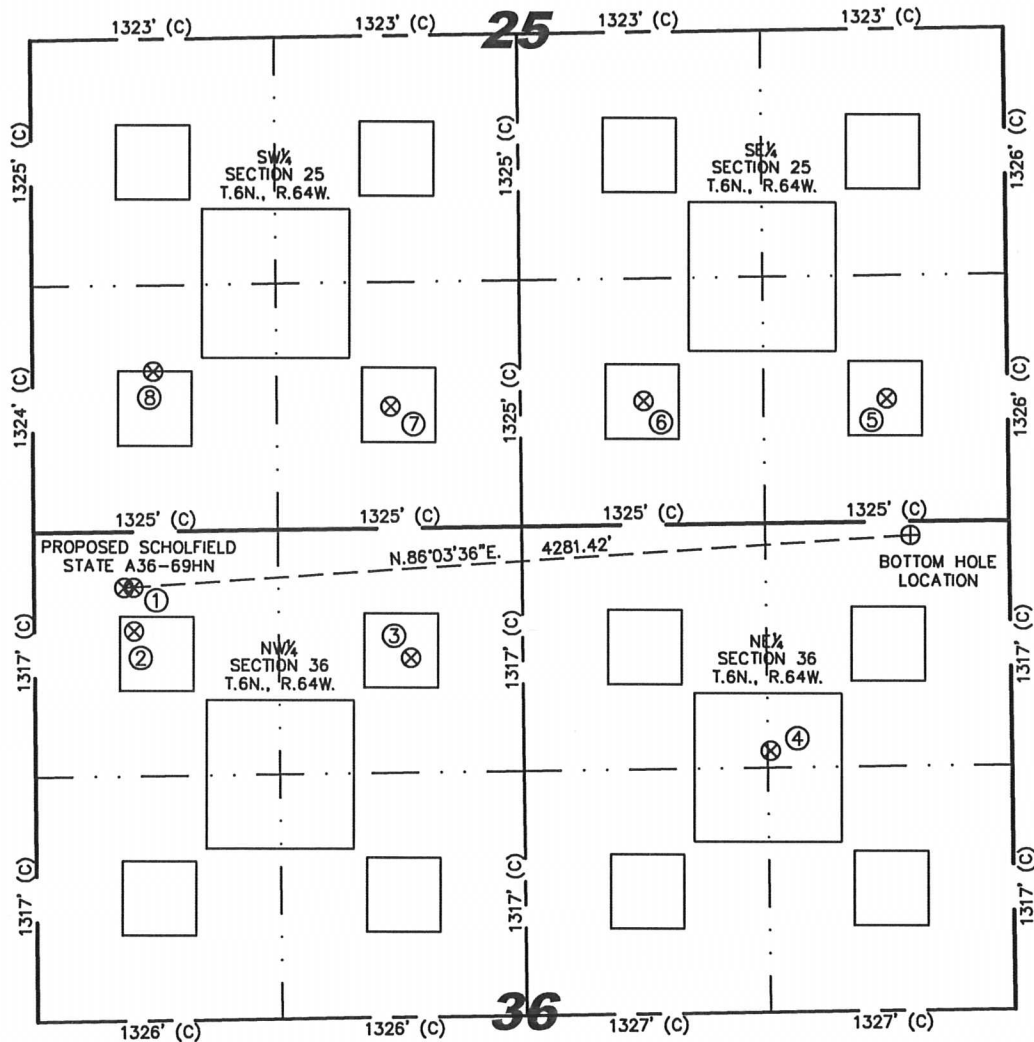 1323' (C)
1323' (C)
25
1323' (C)
1323' (C)
1325' (C)
SW¼
SECTION 25
T.6N., R.64W.
1325' (C)
SE¼
SECTION 25
T.6N., R.64W.
1326' (C)
1324' (C)
8
7
1325' (C)
6
5
1326' (C)
1325' (C)
1325' (C)
1325' (C)
1325' (C)
PROPOSED SCHOLFIELD
STATE A36-69HN
N.86°03'36"E. 4281.42'
BOTTOM HOLE
LOCATION
1
2
3
1317' (C)
NW¼
SECTION 36
T.6N., R.64W.
1317' (C)
NE¼
SECTION 36
T.6N., R.64W.
4
1317' (C)
1317' (C)
1317' (C)
1317' (C)
1326' (C)
1326' (C)
36
1327' (C)
1327' (C)